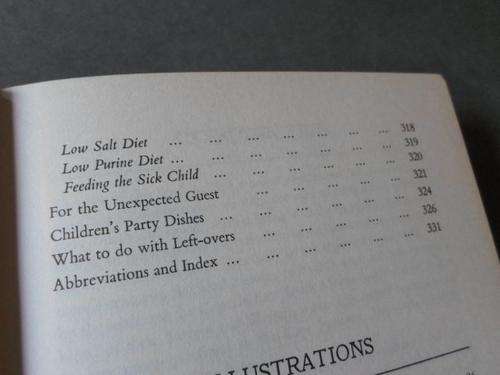 Low Salt Diet ... ... ... ... ... ... 318
Low Purine Diet ... ... ... ... ... ... 319
Feeding the Sick Child ... ... ... ... ... 320
For the Unexpected Guest ... ... ... ... 321
Children's Party Dishes ... ... ... ... ... 324
What to do with Left-overs ... ... ... ... 326
Abbreviations and Index ... ... ... ... ... 331